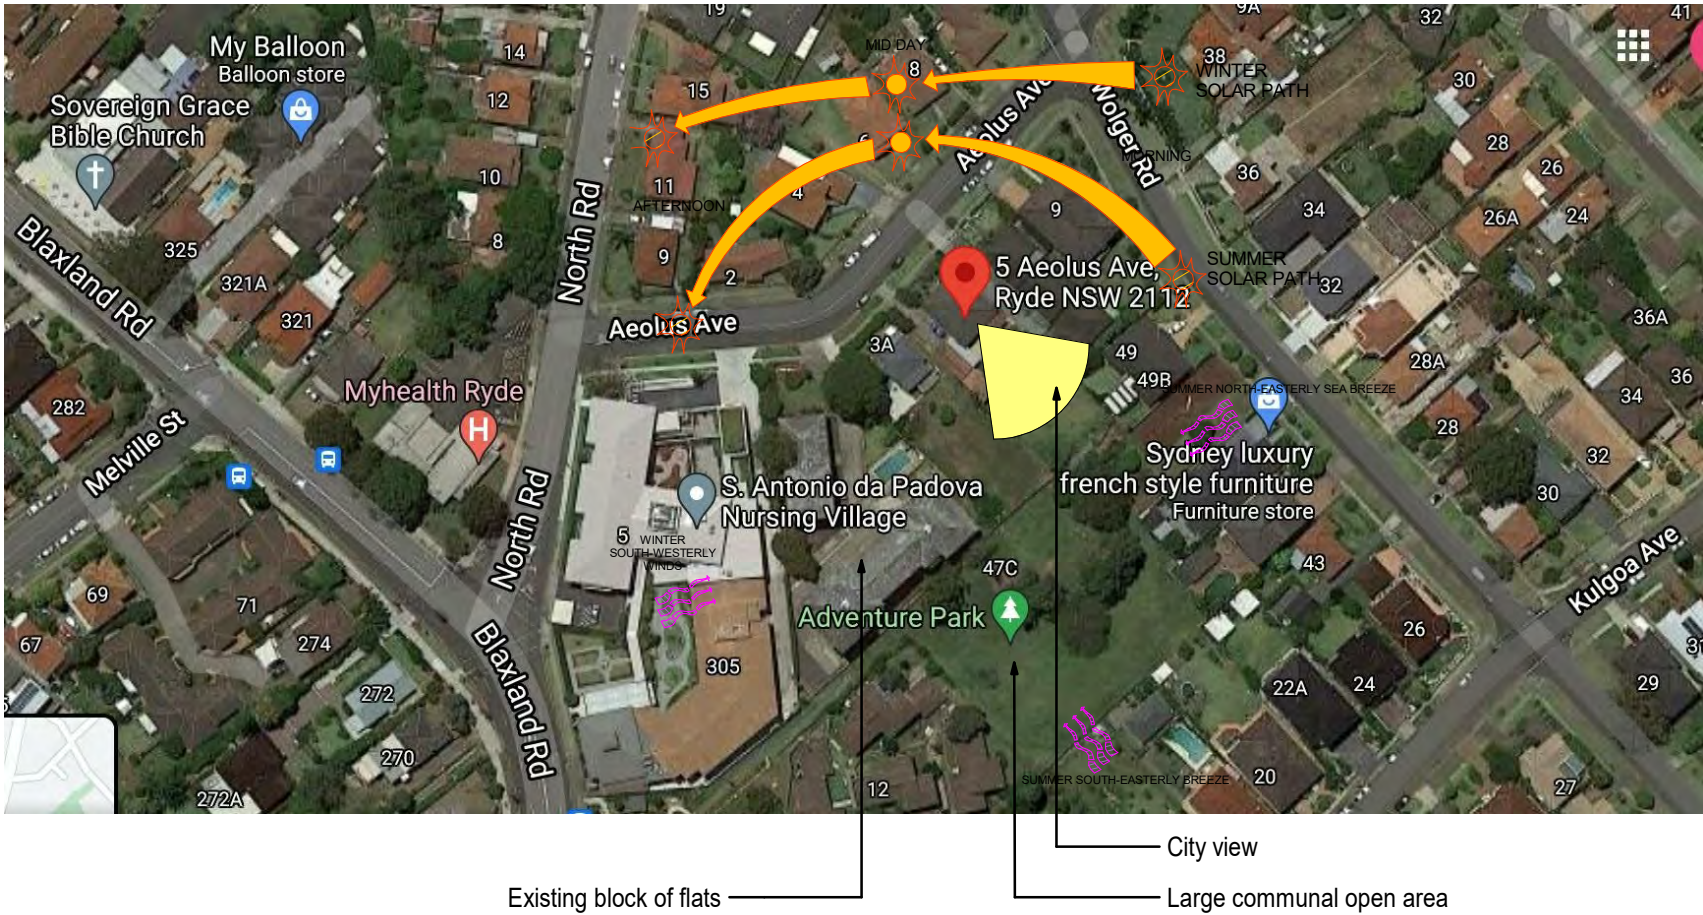 19
9A
32
41
My Balloon
Balloon store
14
MID DAY
8
38
WINTER
SOLAR PATH
30
Sovereign Grace
Bible Church
12
15
Aeolus Ave
Wolger Rd
28
6
MORNING
36
26
10
11
4
AFTERNOON
9
34
26A
24
North Rd
325
8
9
2
5 Aeolus Ave,
Ryde NSW 2112
SUMMER
SOLAR PATH
32
321A
Blaxland Rd
321
Aeolus Ave
3A
49
36A
28A
Myhealth Ryde
49B
SUMMER NORTH-EASTERLY SEA BREEZE
36
34
282
28
Melville St
Sydney luxury
french style furniture
Furniture store
32
S. Antonio da Padova
Nursing Village
30
North Rd
5
WINTER
SOUTH-WESTERLY
WINDS
47C
43
Kulgoa Ave
69
71
Adventure Park
26
67
274
305
Blaxland Rd
272
22A
24
29
270
SUMMER SOUTH-EASTERLY BREEZE
20
272A
12
27
City view
Existing block of flats
Large communal open area